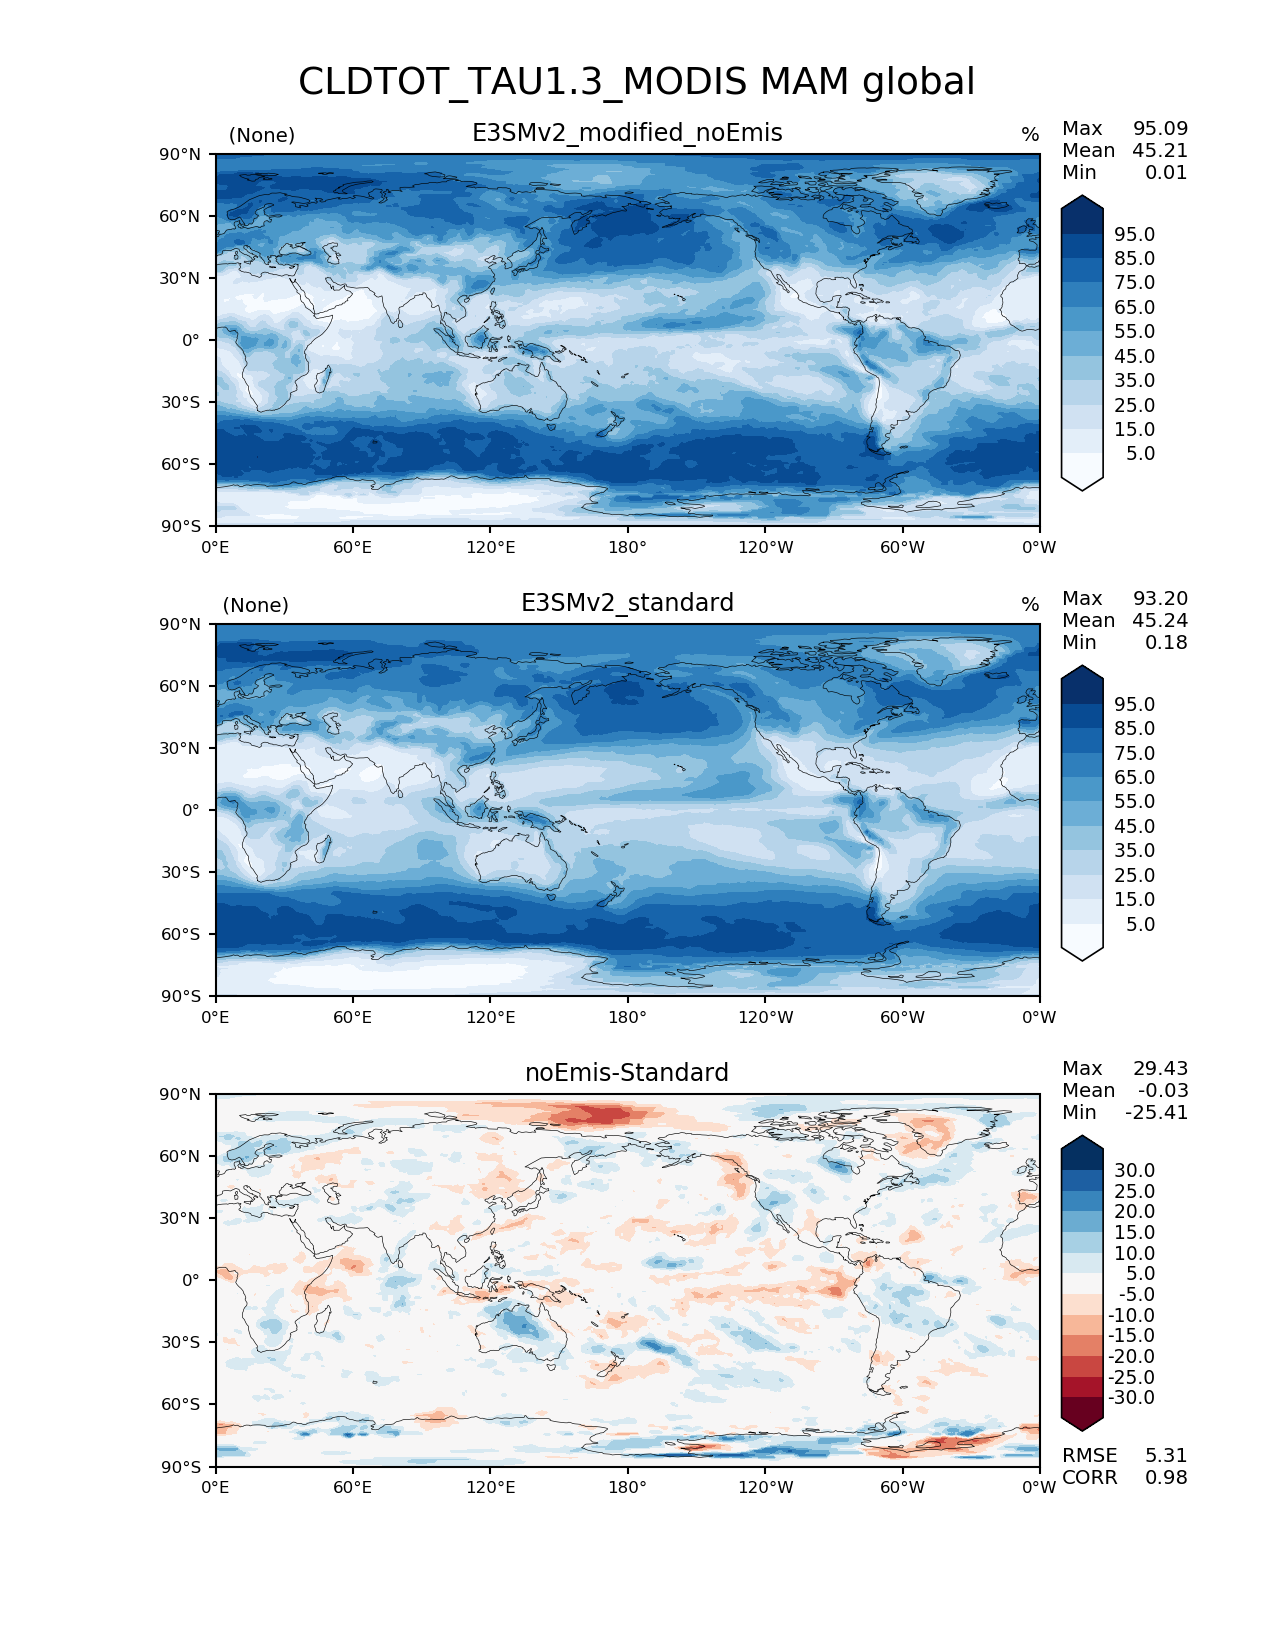 CLDTOT_TAU1.3_MODIS MAM global
(None) E3SMv2_modified_noEmis %
Max 95.09
Mean 45.21
Min 0.01
90°N
60°N
30°N
0°
30°S
60°S
90°S
0°E 60°E 120°E 180° 120°W 60°W 0°W
95.0
85.0
75.0
65.0
55.0
45.0
35.0
25.0
15.0
5.0
(None) E3SMv2_standard %
Max 93.20
Mean 45.24
Min 0.18
90°N
60°N
30°N
0°
30°S
60°S
90°S
0°E 60°E 120°E 180° 120°W 60°W 0°W
95.0
85.0
75.0
65.0
55.0
45.0
35.0
25.0
15.0
5.0
noEmis-Standard
Max 29.43
Mean -0.03
Min -25.41
90°N
60°N
30°N
0°
30°S
60°S
90°S
0°E 60°E 120°E 180° 120°W 60°W 0°W
30.0
25.0
20.0
15.0
10.0
5.0
-5.0
-10.0
-15.0
-20.0
-25.0
-30.0
RMSE 5.31
CORR 0.98